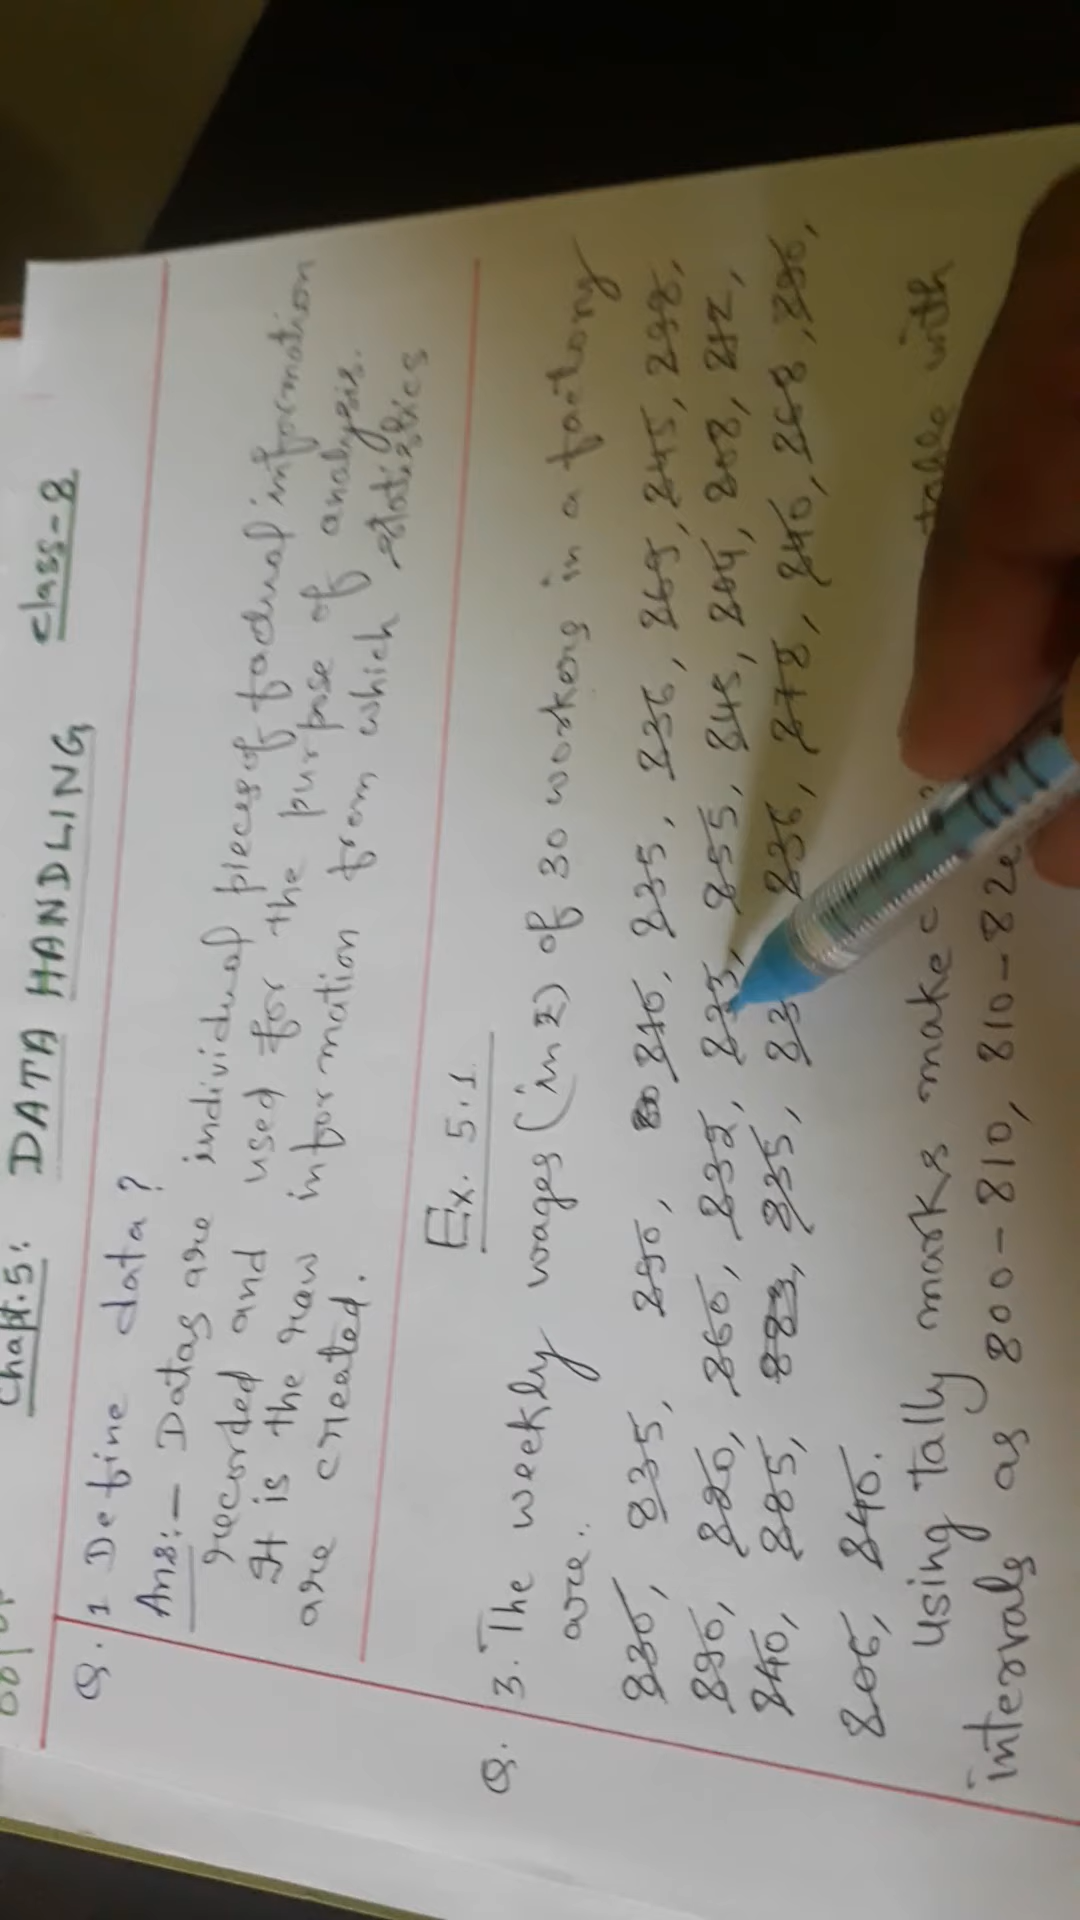 Chapt. 5: DATA HANDLING Class-8
Q. 1 Define data?
Ans:- Datas are individual pieces of factual information
recorded and used for the purpose of analysis.
It is the raw information from which statistics
are created.
Ex. 5.1
Q. 3. The weekly wages (in ₹) of 30 workers in a factory
are:
830, 835, 890, 810, 835, 836, 869, 845, 898,
890, 820, 860, 832, 833, 855, 845, 804, 808, 812,
840, 885, 835, 836, 878, 840, 868, 890,
806, 840.
Using tally marks make table with
intervals as 800-810, 810-820